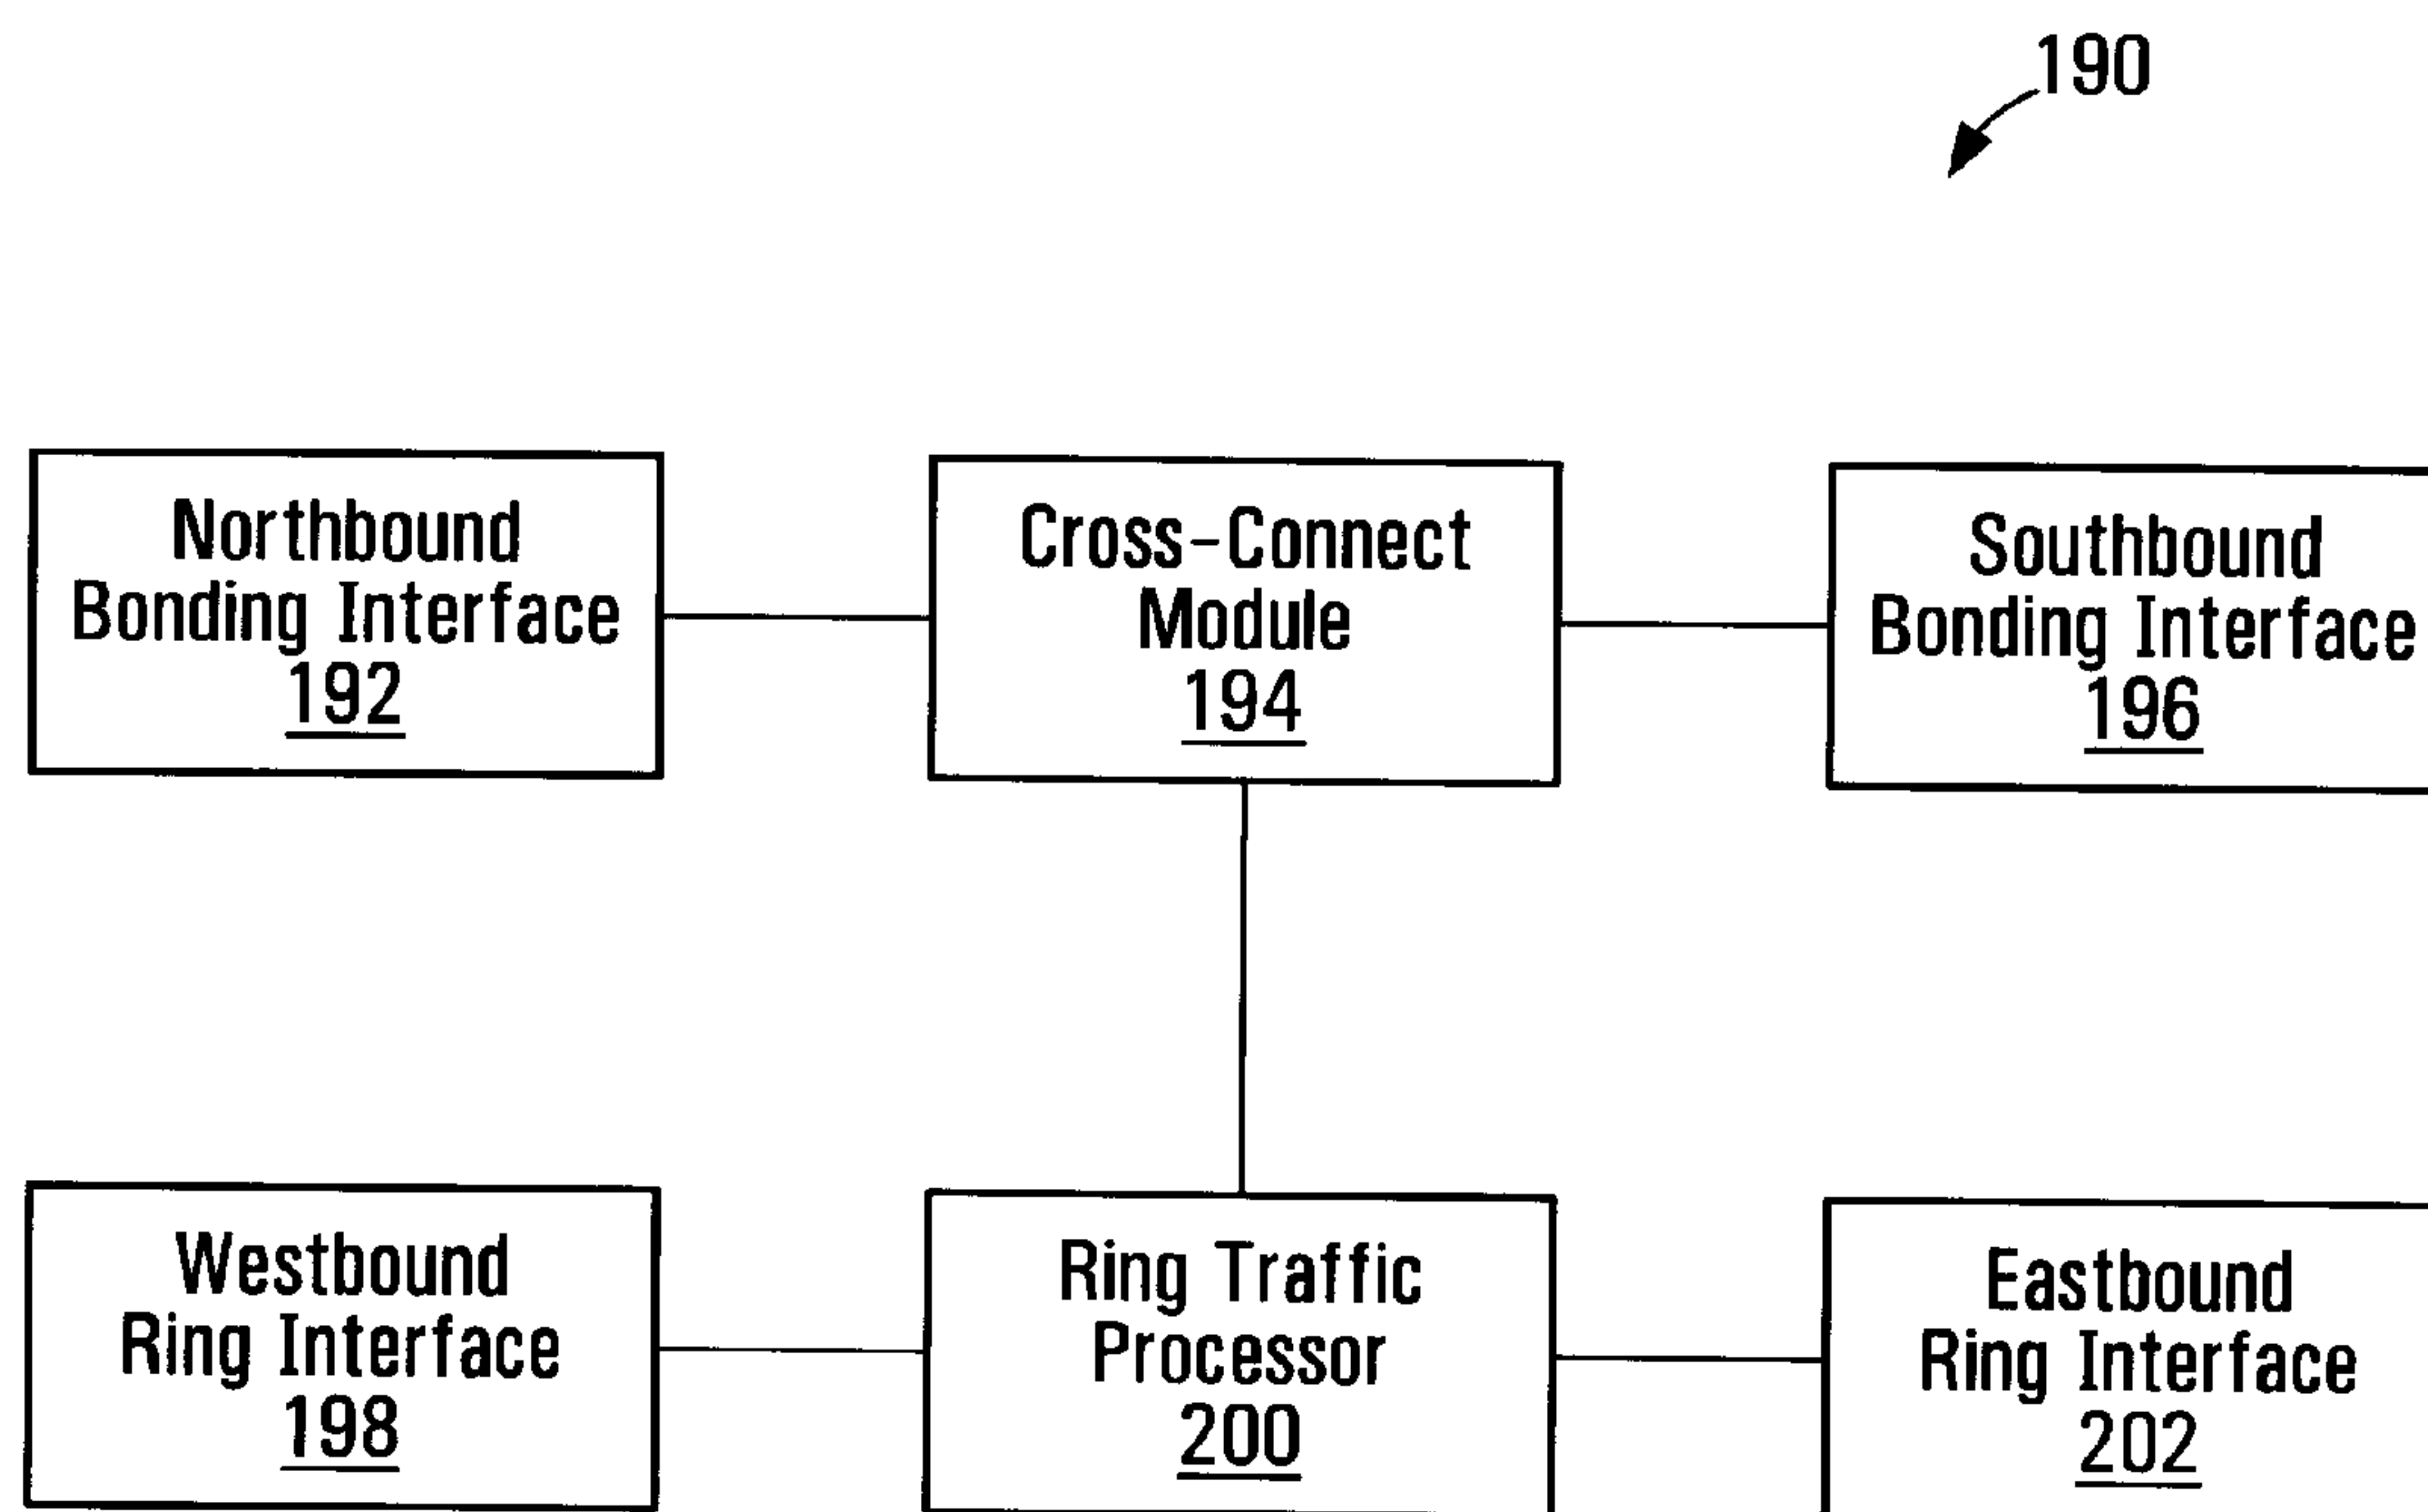 190
Northbound
Bonding Interface
192
Cross-Connect
Module
194
Southbound
Bonding Interface
196
Westbound
Ring Interface
198
Ring Traffic
Processor
200
Eastbound
Ring Interface
202